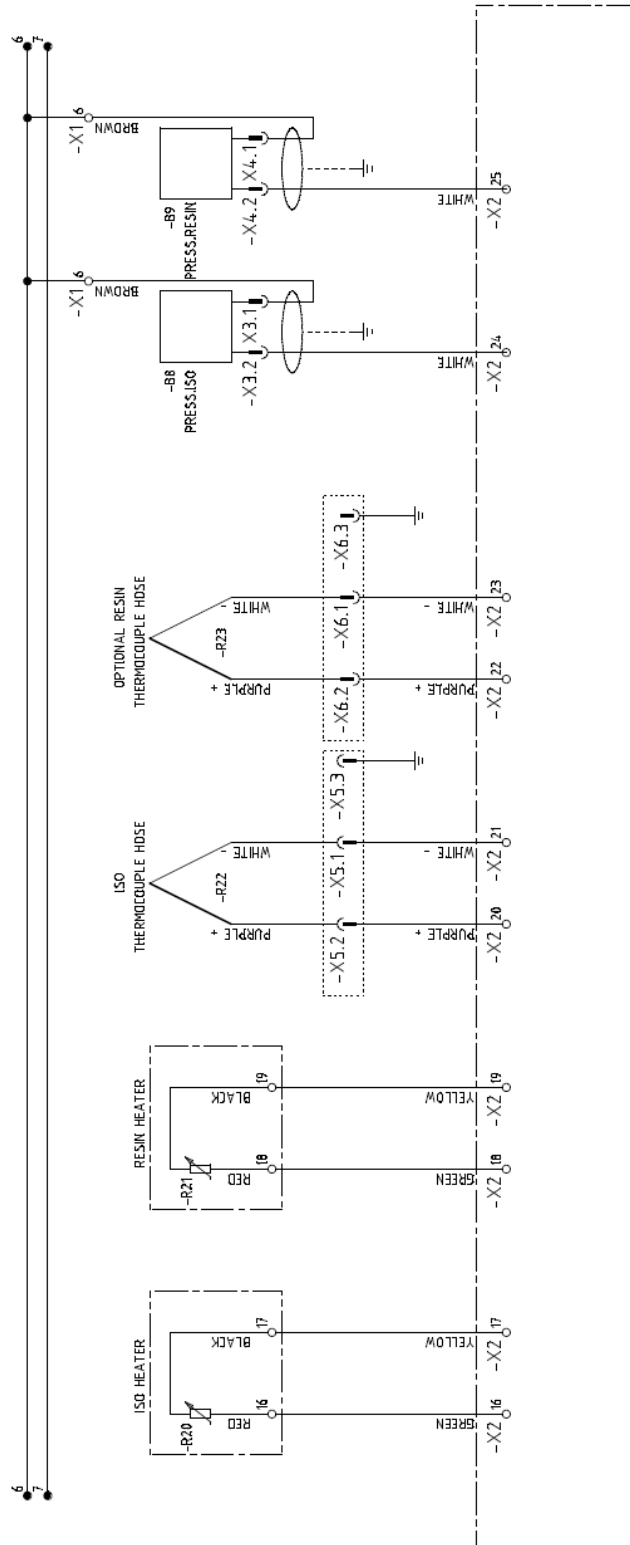 6
7
-X1
6
BROWN
-B9
PRESS.RESIN
-X4.1
-X4.2
WHITE
-X2
25
-X1
6
BROWN
-B8
PRESS.ISO
-X3.1
-X3.2
WHITE
-X2
24
OPTIONAL RESIN
THERMOCOUPLE HOSE
-R23
WHITE -
PURPLE +
-X6.3
-X6.1
-X6.2
WHITE -
PURPLE +
-X2
23
-X2
22
ISO
THERMOCOUPLE HOSE
-R22
WHITE -
PURPLE +
-X5.3
-X5.1
-X5.2
WHITE -
PURPLE +
-X2
21
-X2
20
RESIN HEATER
-R21
BLACK
19
RED
18
YELLOW
GREEN
-X2
19
-X2
18
ISO HEATER
-R20
BLACK
17
RED
16
YELLOW
GREEN
-X2
17
-X2
16
6
7